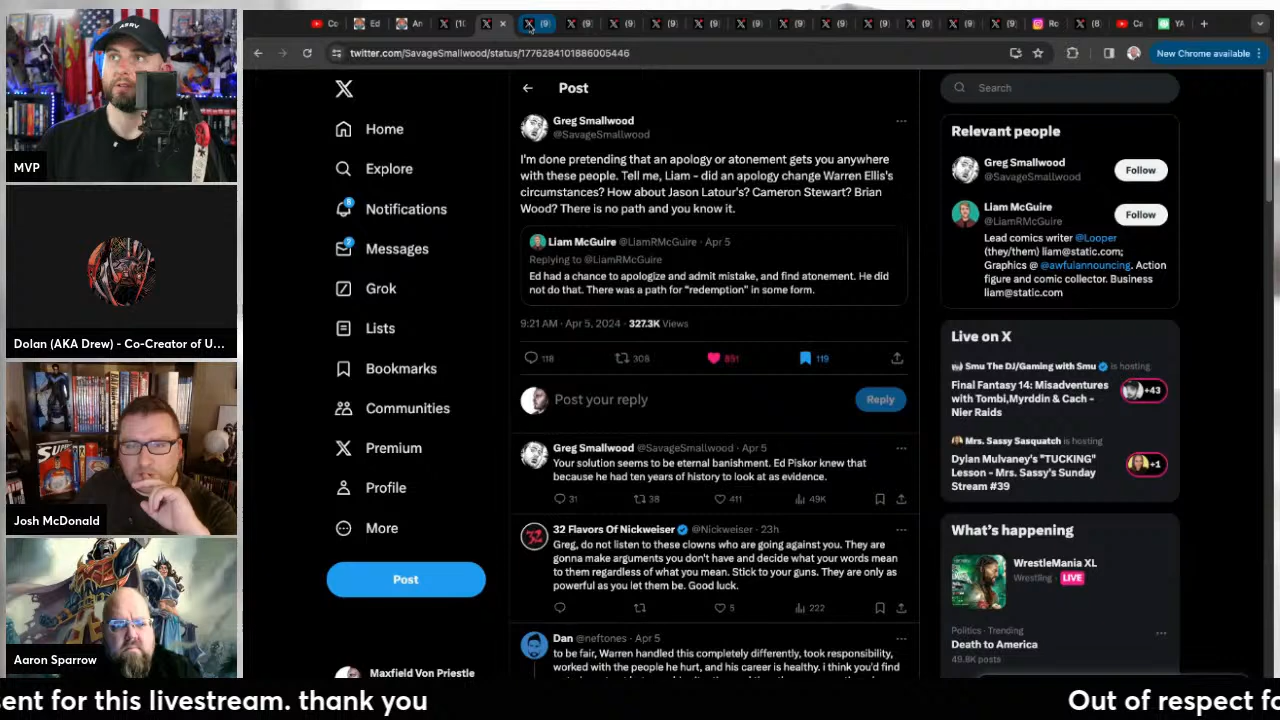 New Chrome available
twitter.com/SavageSmallwood/status/1776284101886005446
MVP
Dolan (AKA Drew) - Co-Creator of U...
Josh McDonald
Aaron Sparrow
Home
Explore
Notifications
Messages
Grok
Lists
Bookmarks
Communities
Premium
Profile
More
Post
Maxfield Von Priestie
Post
Greg Smallwood
@SavageSmallwood
I'm done pretending that an apology or atonement gets you anywhere
with these people. Tell me, Liam - did an apology change Warren Ellis's
circumstances? How about Jason Latour's? Cameron Stewart? Brian
Wood? There is no path and you know it.
Liam McGuire @LiamRMcGuire · Apr 5
Replying to @LiamRMcGuire
Ed had a chance to apologize and admit mistake, and find atonement. He did
not do that. There was a path for "redemption" in some form.
9:21 AM · Apr 5, 2024 · 327.3K Views
118 308 891 119
Post your reply
Reply
Greg Smallwood @SavageSmallwood · Apr 5
Your solution seems to be eternal banishment. Ed Piskor knew that
because he had ten years of history to look at as evidence.
31 38 411 49K
32 Flavors Of Nickweiser @Nickweiser · 23h
Greg, do not listen to these clowns who are going against you. They are
gonna make arguments you don't have and decide what your words mean
to them regardless of what you mean. Stick to your guns. They are only as
powerful as you let them be. Good luck.
5 222
Dan @neftones · Apr 5
to be fair, Warren handled this completely differently, took responsibility,
worked with the people he hurt, and his career is healthy. i think you'd find
Search
Relevant people
Greg Smallwood
@SavageSmallwood
Follow
Liam McGuire
@LiamRMcGuire
Follow
Lead comics writer @Looper
(they/them) liam@static.com;
Graphics @ @awfulannouncing. Action
figure and comic collector. Business
liam@static.com
Live on X
Smu The DJ/Gaming with Smu is hosting
Final Fantasy 14: Misadventures
with Tombi,Myrddin & Cach -
Nier Raids
+43
Mrs. Sassy Sasquatch is hosting
Dylan Mulvaney's "TUCKING"
Lesson - Mrs. Sassy's Sunday
Stream #39
+1
What's happening
WrestleMania XL
Wrestling · LIVE
Politics · Trending
Death to America
49.8K posts
sent for this livestream. thank you
Out of respect fo